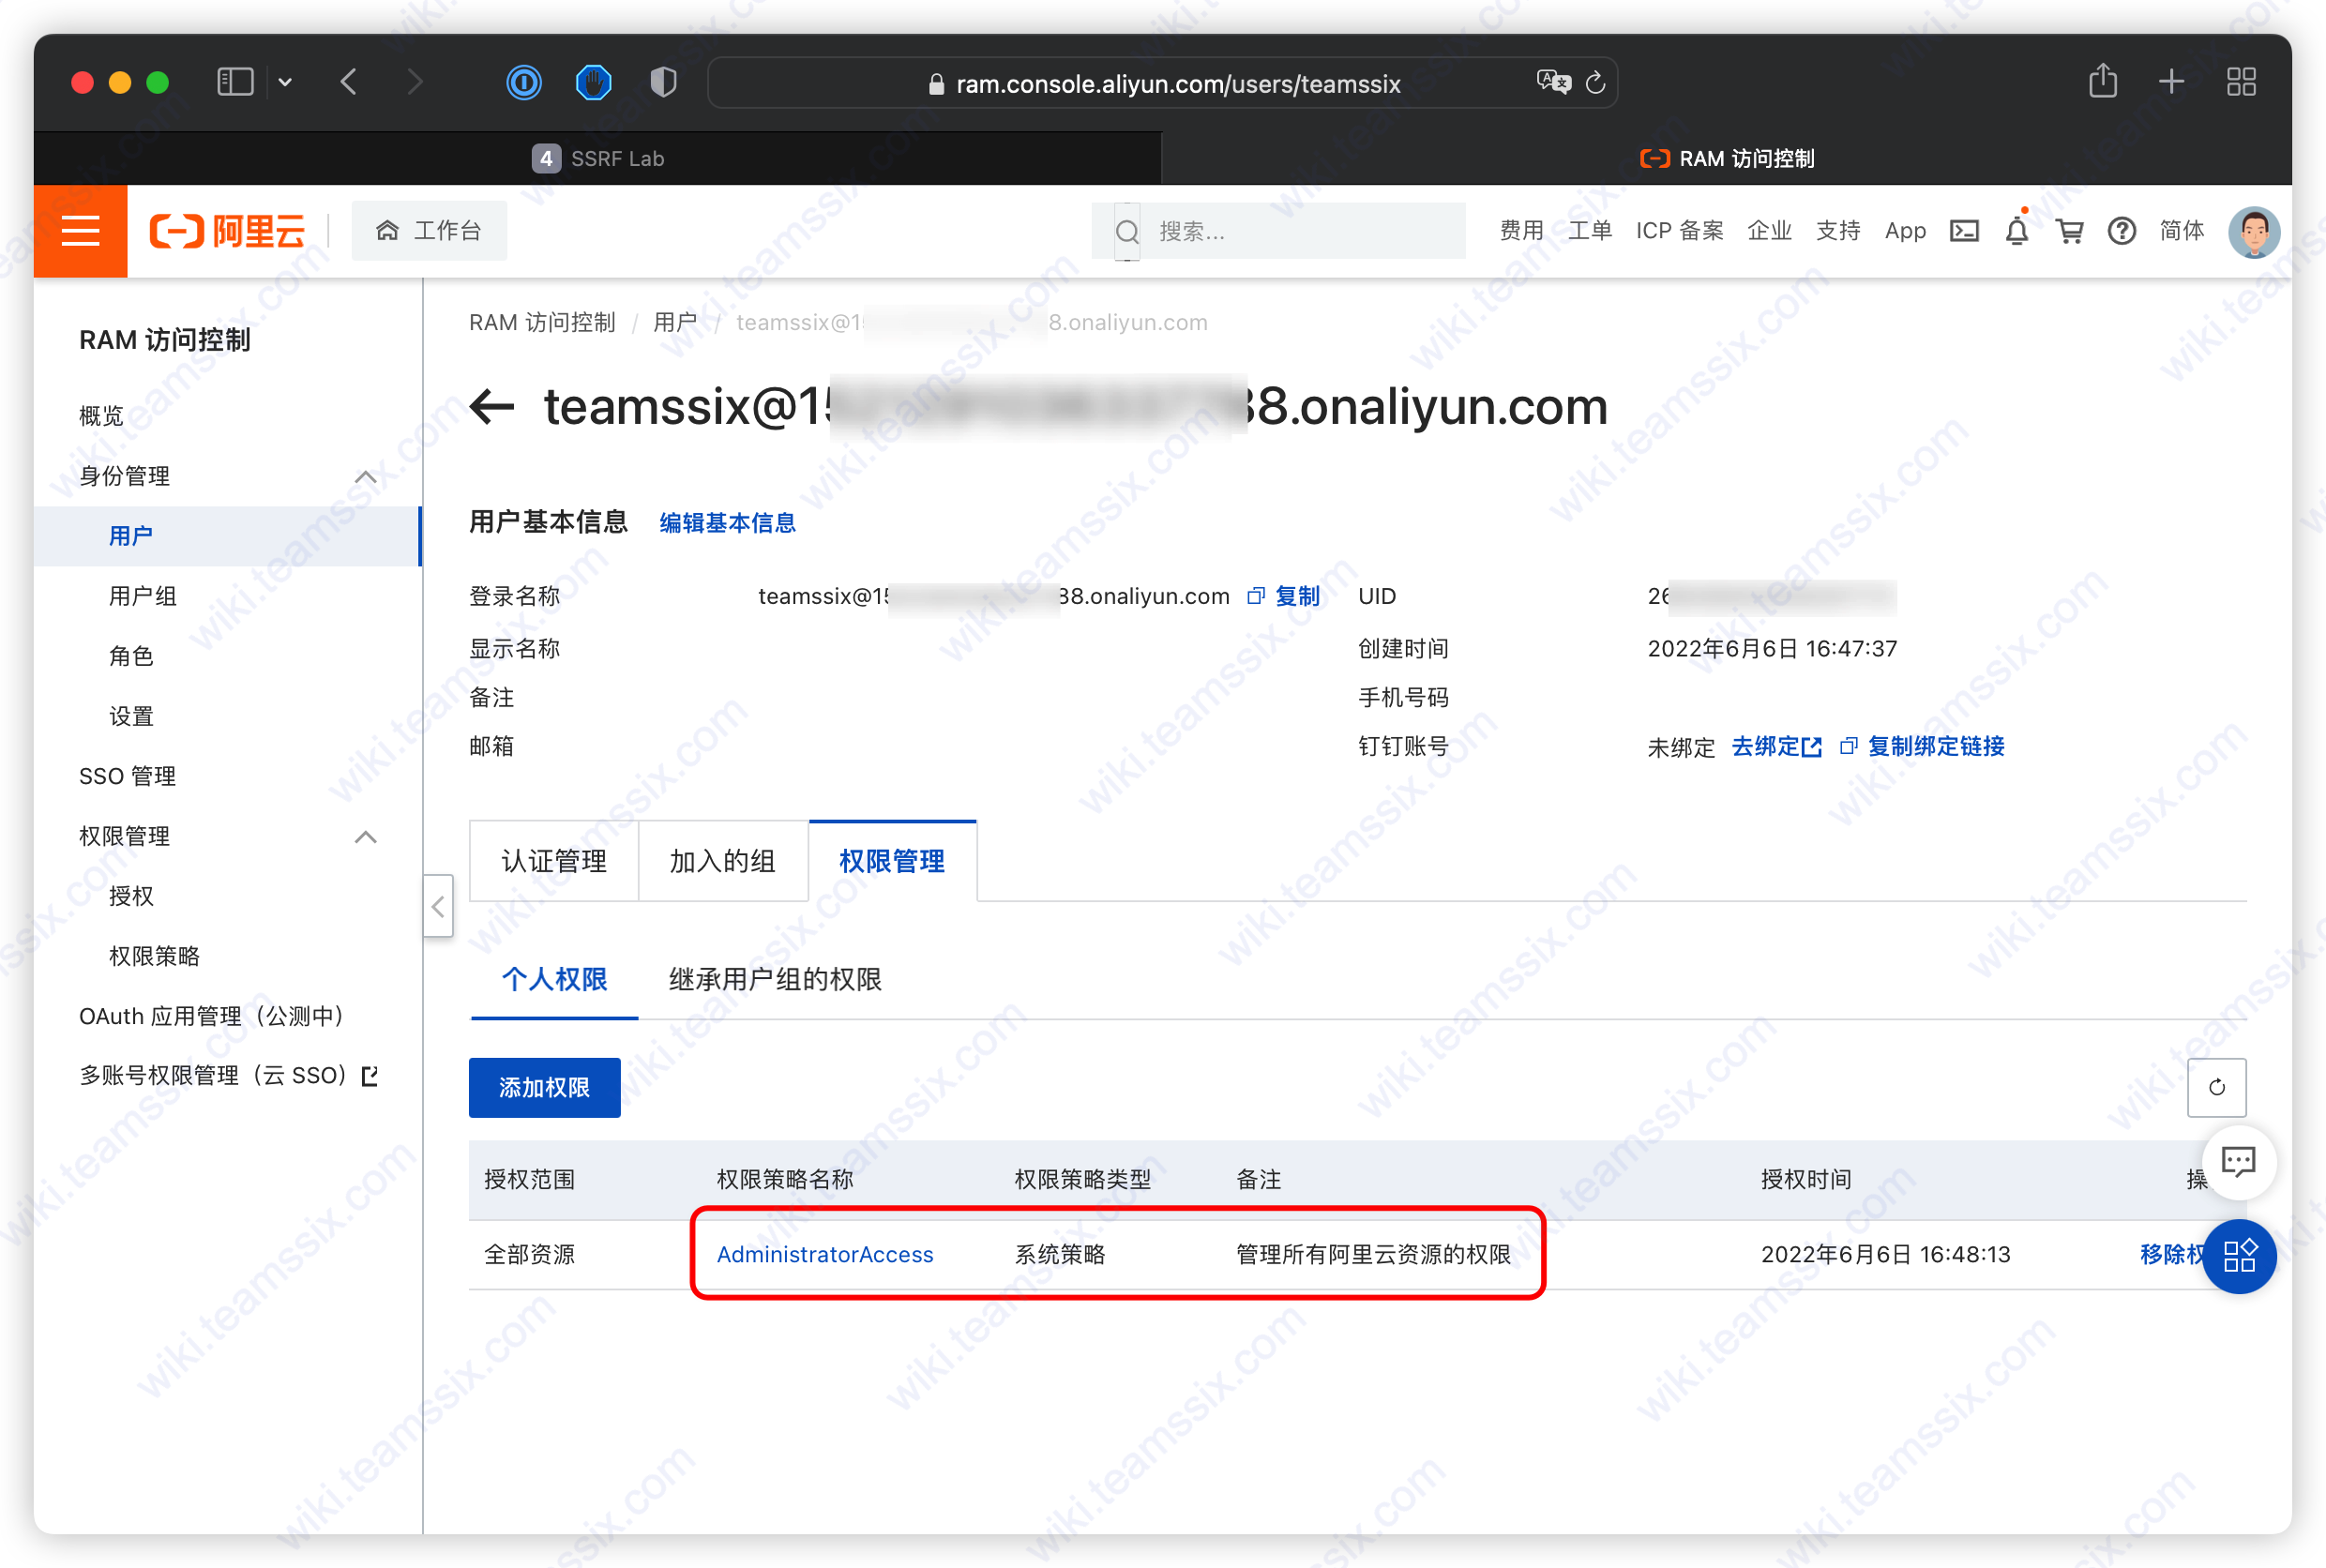 ram.console.aliyun.com/users/teamssix
4 SSRF Lab
RAM 访问控制
阿里云
工作台
搜索...
费用 工单 ICP 备案 企业 支持 App 简体
RAM 访问控制
概览
身份管理
用户
用户组
角色
设置
SSO 管理
权限管理
授权
权限策略
OAuth 应用管理（公测中）
多账号权限管理（云 SSO）
RAM 访问控制 / 用户 / teamssix@1 8.onaliyun.com
teamssix@15 88.onaliyun.com
用户基本信息 编辑基本信息
登录名称 teamssix@15 38.onaliyun.com 复制 UID 26
显示名称 创建时间 2022年6月6日 16:47:37
备注 手机号码
邮箱 钉钉账号 未绑定 去绑定 复制绑定链接
认证管理 加入的组 权限管理
个人权限 继承用户组的权限
添加权限
授权范围 权限策略名称 权限策略类型 备注 授权时间 操
全部资源 AdministratorAccess 系统策略 管理所有阿里云资源的权限 2022年6月6日 16:48:13 移除权
wiki.teamssix.com